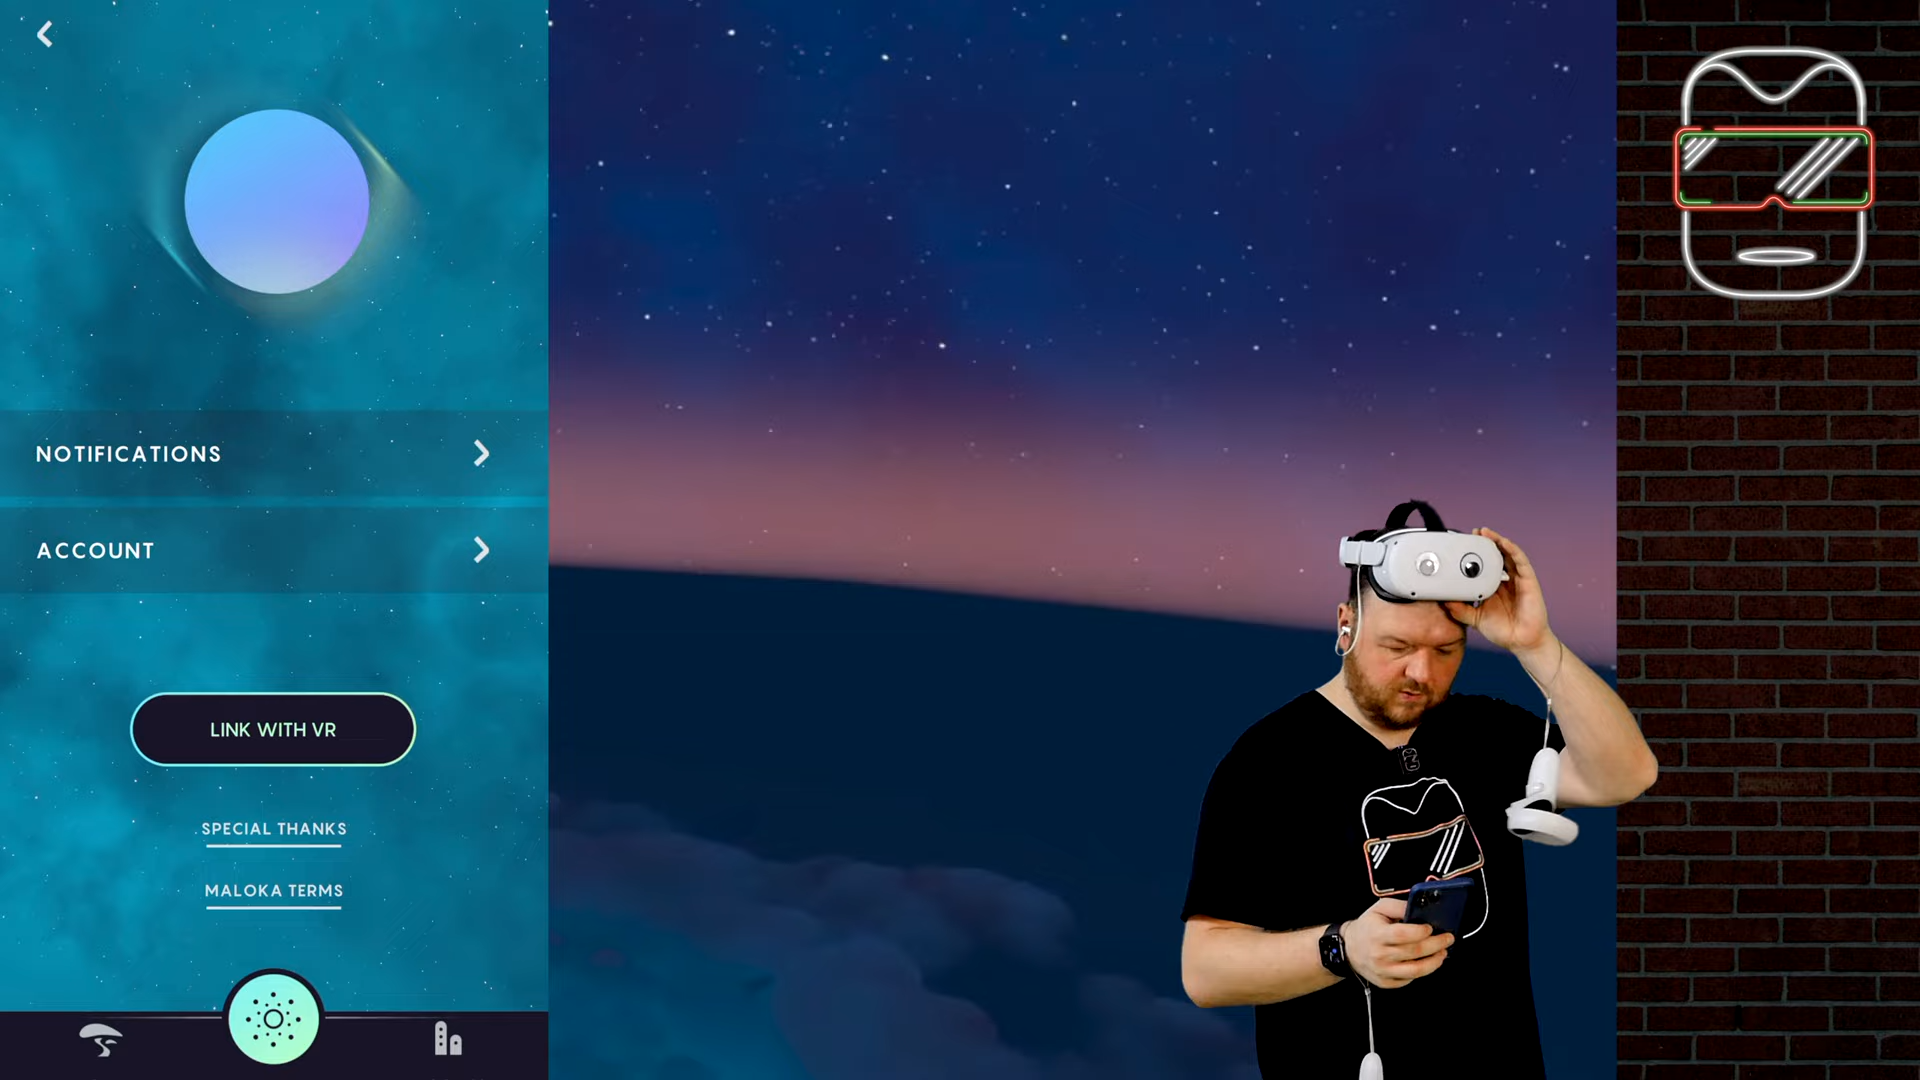 NOTIFICATIONS
ACCOUNT
LINK WITH VR
SPECIAL THANKS
MALOKA TERMS